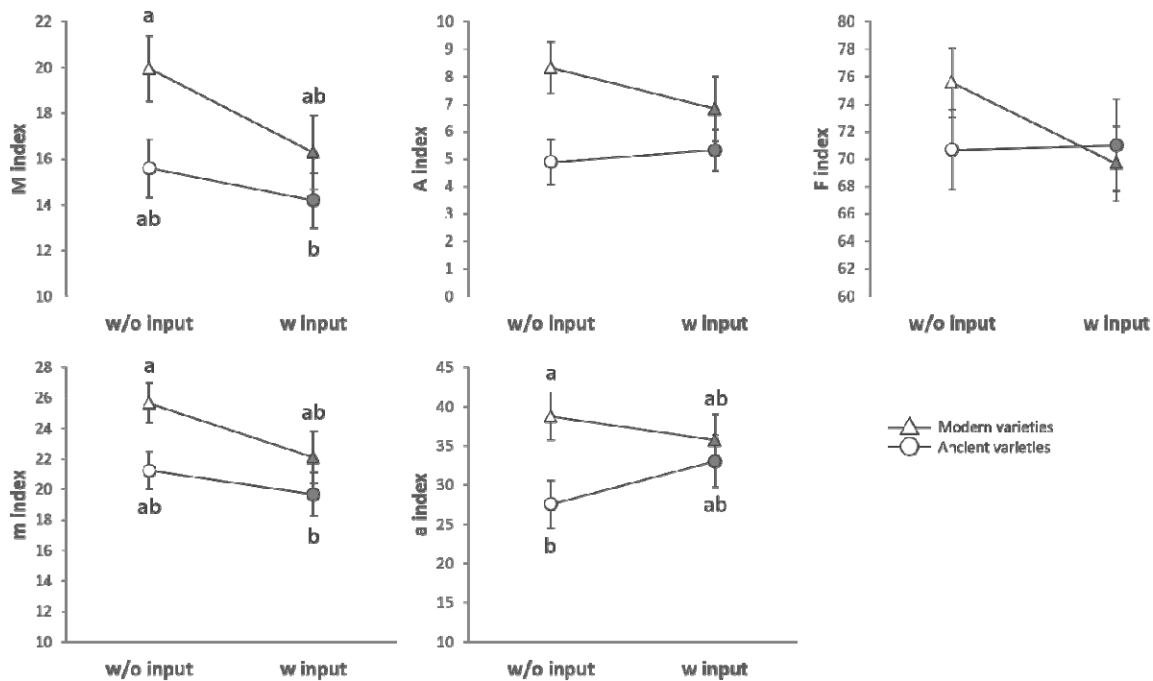 22
20
18
16
14
12
10
M index
a
ab
ab
b
w/o input
w input
10
9
8
7
6
5
4
3
2
1
0
A index
w/o input
w input
80
78
76
74
72
70
68
66
64
62
60
F index
w/o input
w input
28
26
24
22
20
18
16
14
12
10
m index
a
ab
ab
b
w/o input
w input
45
40
35
30
25
20
15
10
a index
a
ab
b
ab
w/o input
w input
Modern varieties
Ancient varieties